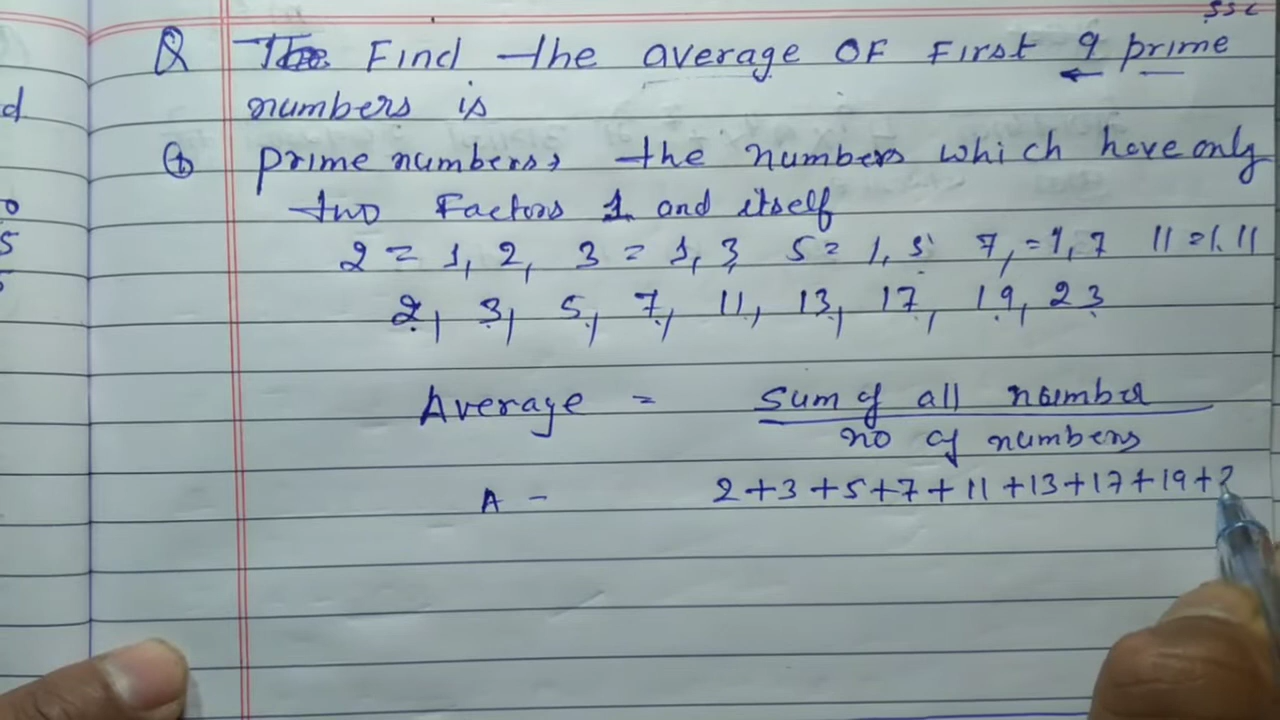 SSC
Q Find the average OF First 9 prime
numbers is
prime numbers, the numbers which have only
two Factors 1 and itself
2 = 1, 2, 3 = 1, 3 5 = 1, 5 7, = 1, 7 11 = 1. 11
2, 3, 5, 7, 11, 13, 17, 19, 23
Average = Sum of all number
no of numbers
A - 2 + 3 + 5 + 7 + 11 + 13 + 17 + 19 + 2
d
5